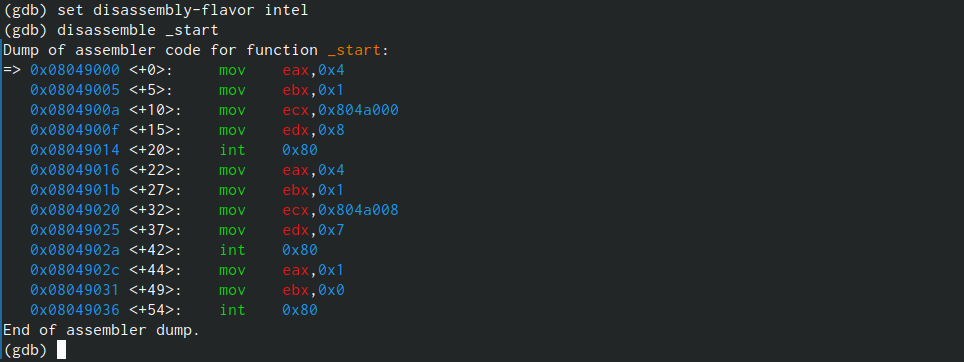 (gdb) set disassembly-flavor intel
(gdb) disassemble _start
Dump of assembler code for function _start:
=> 0x08049000 <+0>:     mov    eax,0x4
   0x08049005 <+5>:     mov    ebx,0x1
   0x0804900a <+10>:    mov    ecx,0x804a000
   0x0804900f <+15>:    mov    edx,0x8
   0x08049014 <+20>:    int    0x80
   0x08049016 <+22>:    mov    eax,0x4
   0x0804901b <+27>:    mov    ebx,0x1
   0x08049020 <+32>:    mov    ecx,0x804a008
   0x08049025 <+37>:    mov    edx,0x7
   0x0804902a <+42>:    int    0x80
   0x0804902c <+44>:    mov    eax,0x1
   0x08049031 <+49>:    mov    ebx,0x0
   0x08049036 <+54>:    int    0x80
End of assembler dump.
(gdb)